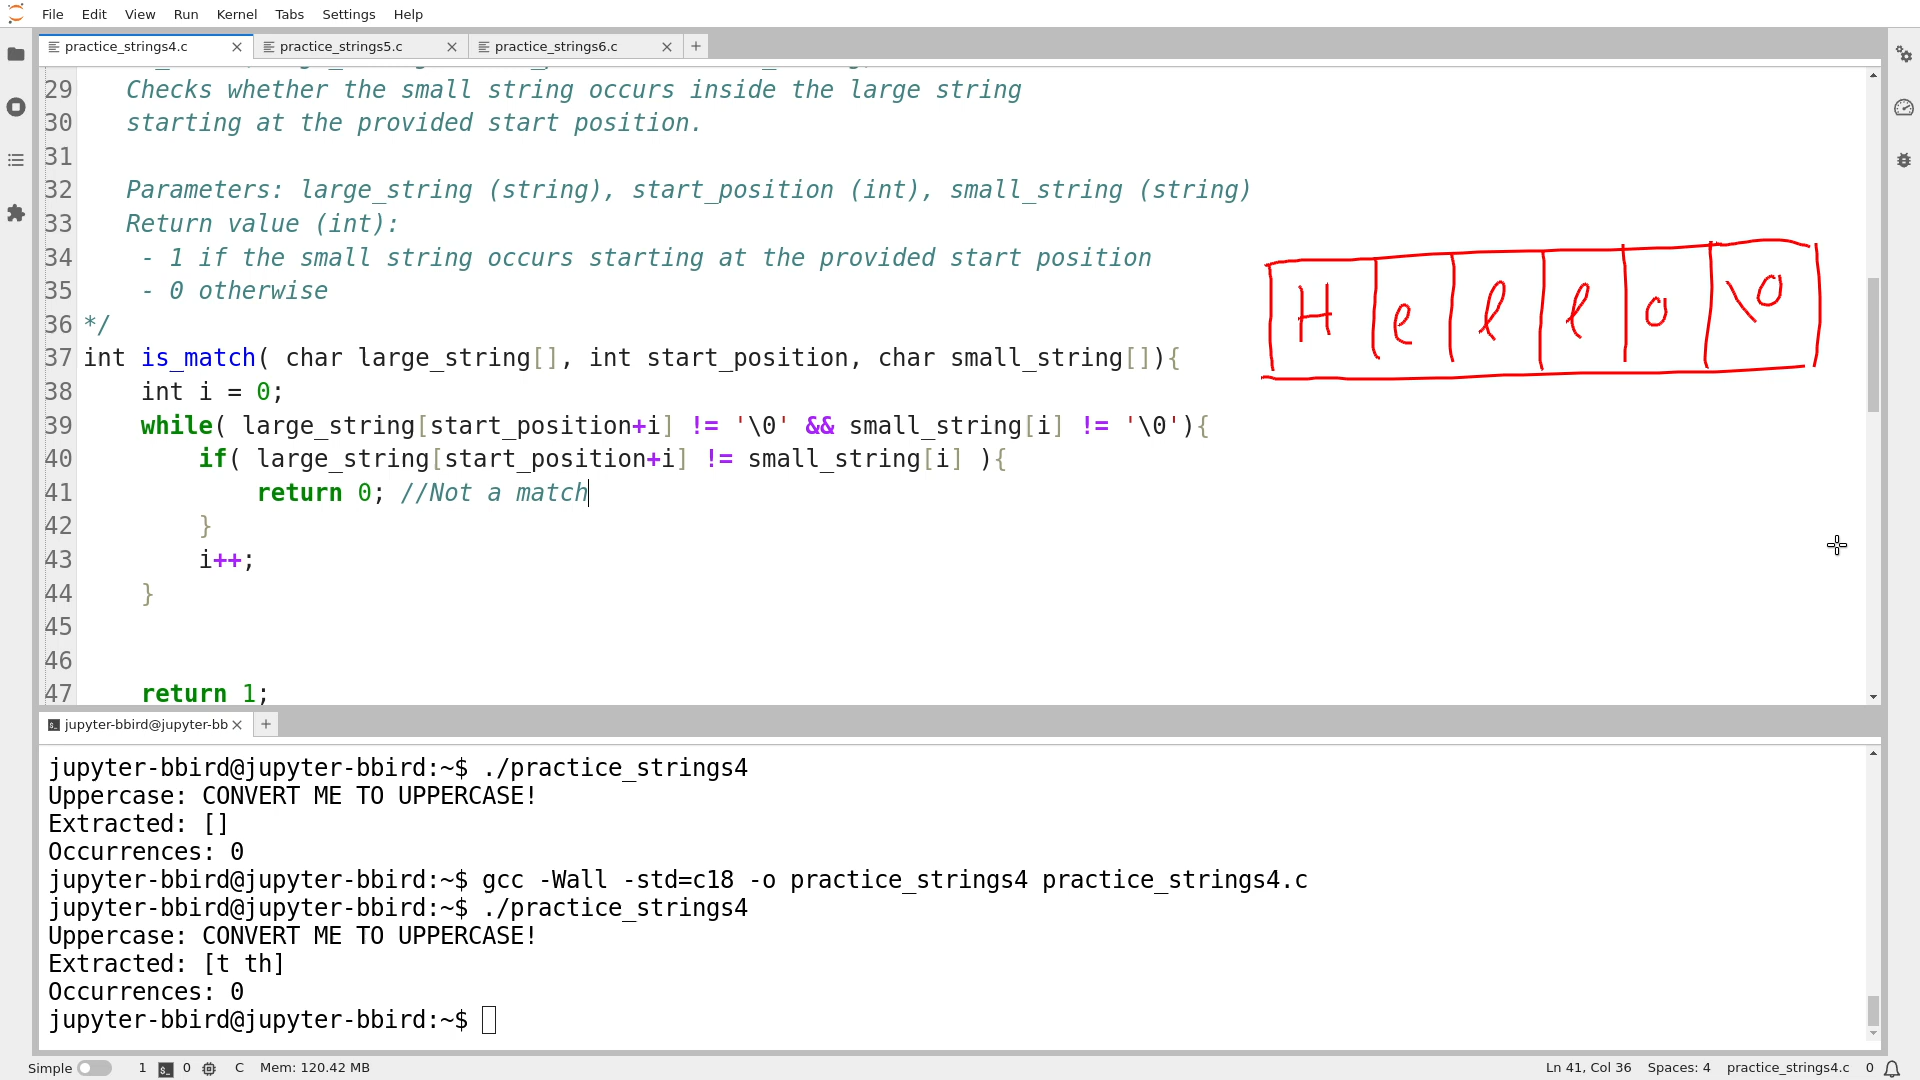 File Edit View Run Kernel Tabs Settings Help
practice_strings4.c practice_strings5.c practice_strings6.c
29 Checks whether the small string occurs inside the large string
30 starting at the provided start position.
31
32 Parameters: large_string (string), start_position (int), small_string (string)
33 Return value (int):
34 - 1 if the small string occurs starting at the provided start position
35 - 0 otherwise
36 */
37 int is_match( char large_string[], int start_position, char small_string[]){
38 int i = 0;
39 while( large_string[start_position+i] != '\0' && small_string[i] != '\0'){
40 if( large_string[start_position+i] != small_string[i] ){
41 return 0; //Not a match
42 }
43 i++;
44 }
45
46
47 return 1;
H e l l o \0
jupyter-bbird@jupyter-bb
jupyter-bbird@jupyter-bbird:~$ ./practice_strings4
Uppercase: CONVERT ME TO UPPERCASE!
Extracted: []
Occurrences: 0
jupyter-bbird@jupyter-bbird:~$ gcc -Wall -std=c18 -o practice_strings4 practice_strings4.c
jupyter-bbird@jupyter-bbird:~$ ./practice_strings4
Uppercase: CONVERT ME TO UPPERCASE!
Extracted: [t th]
Occurrences: 0
jupyter-bbird@jupyter-bbird:~$
Simple 1 0 C Mem: 120.42 MB Ln 41, Col 36 Spaces: 4 practice_strings4.c 0